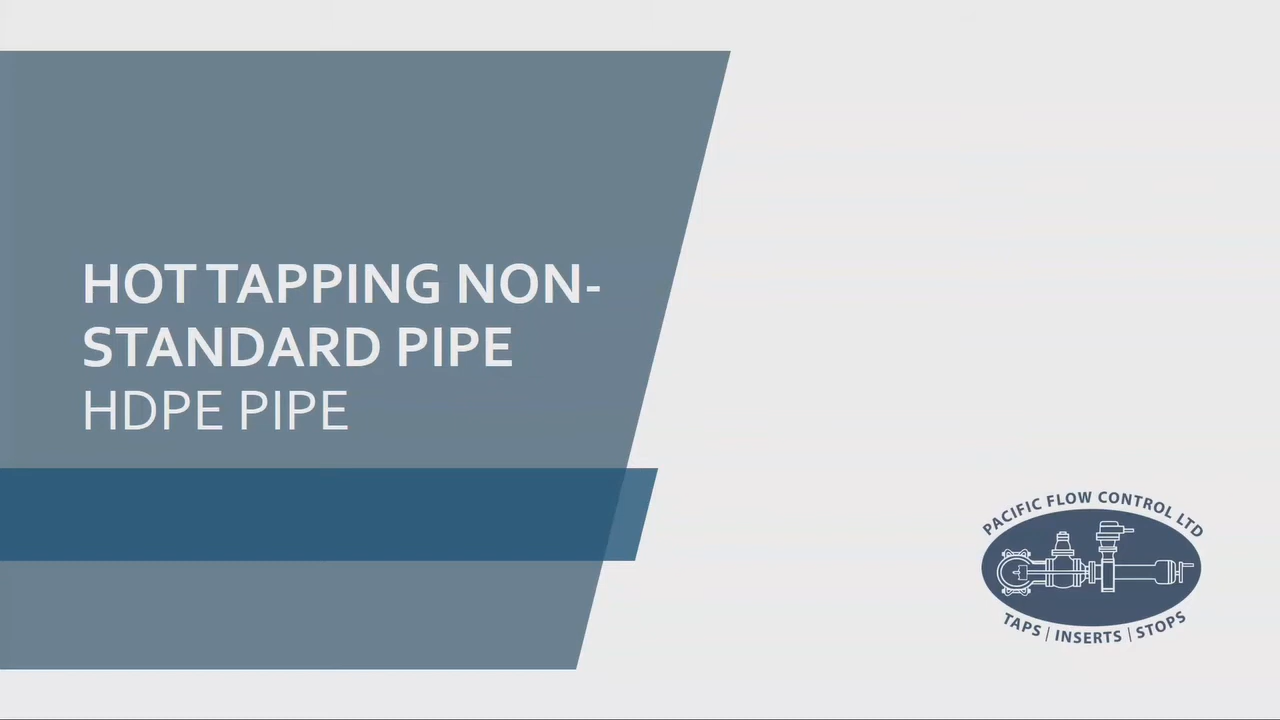 HOT TAPPING NON-
STANDARD PIPE
HDPE PIPE
PACIFIC FLOW CONTROL LTD
TAPS | INSERTS | STOPS